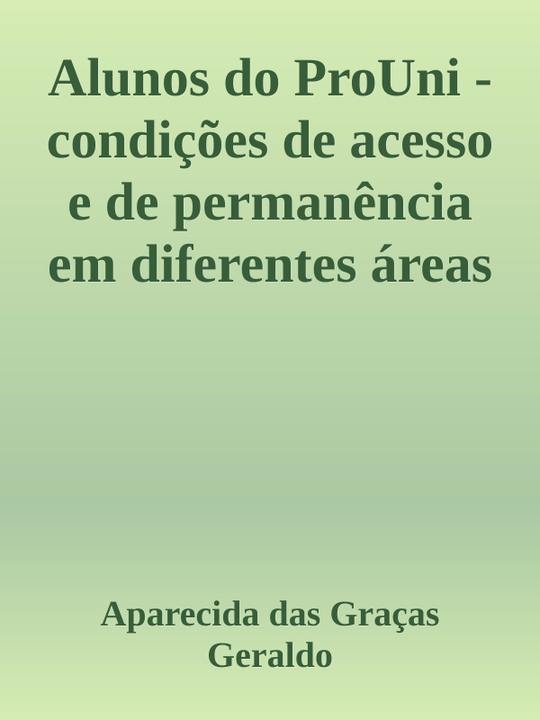 Alunos do ProUni -
condições de acesso
e de permanência
em diferentes áreas
Aparecida das Graças
Geraldo